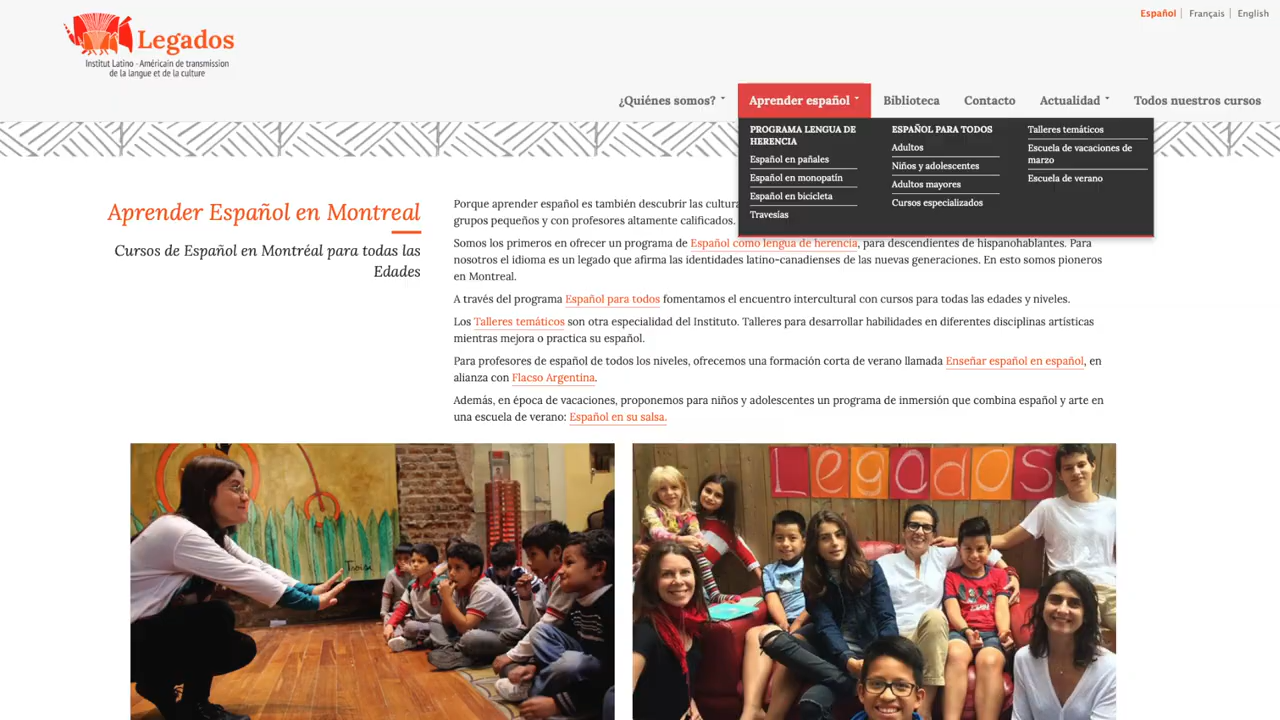 Español
Français
English
Legados
Institut Latino - Américain de transmission
de la langue et de la culture
¿Quiénes somos?
Aprender español
Biblioteca
Contacto
Actualidad
Todos nuestros cursos
PROGRAMA LENGUA DE
HERENCIA
Español en pañales
Español en monopatín
Español en bicicleta
Travesías
ESPAÑOL PARA TODOS
Adultos
Niños y adolescentes
Adultos mayores
Cursos especializados
Talleres temáticos
Escuela de vacaciones de
marzo
Escuela de verano
Aprender Español en Montreal
Cursos de Español en Montréal para todas las
Edades
Porque aprender español es también descubrir las
grupos pequeños y con profesores altamente calificados.
Somos los primeros en ofrecer un programa de Español como lengua de herencia, para descendientes de hispanohablantes. Para
nosotros el idioma es un legado que afirma las identidades latino-canadienses de las nuevas generaciones. En esto somos pioneros
en Montreal.
A través del programa Español para todos fomentamos el encuentro intercultural con cursos para todas las edades y niveles.
Los Talleres temáticos son otra especialidad del Instituto. Talleres para desarrollar habilidades en diferentes disciplinas artísticas
mientras mejora o practica su español.
Para profesores de español de todos los niveles, ofrecemos una formación corta de verano llamada Enseñar español en español, en
alianza con Flacso Argentina.
Además, en época de vacaciones, proponemos para niños y adolescentes un programa de inmersión que combina español y arte en
una escuela de verano: Español en su salsa.
Legados